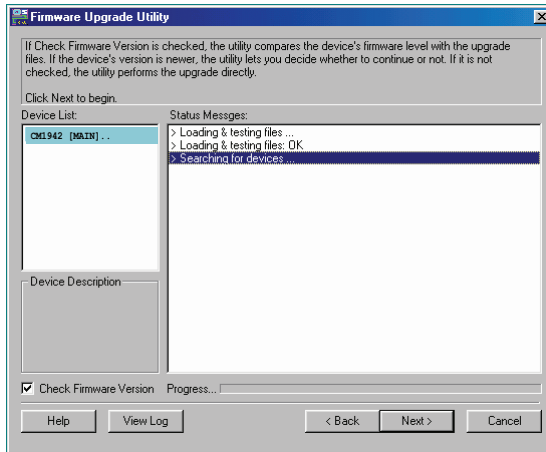 Firmware Upgrade Utility
If Check Firmware Version is checked, the utility compares the device's firmware level with the upgrade
files. If the device's version is newer, the utility lets you decide whether to continue or not. If it is not
checked, the utility performs the upgrade directly.
Click Next to begin.
Device List:
Status Messges:
CM1942 [MAIN]..
> Loading & testing files ...
> Loading & testing files: OK
> Searching for devices ...
Device Description
Check Firmware Version
Progress...
Help
View Log
< Back
Next >
Cancel